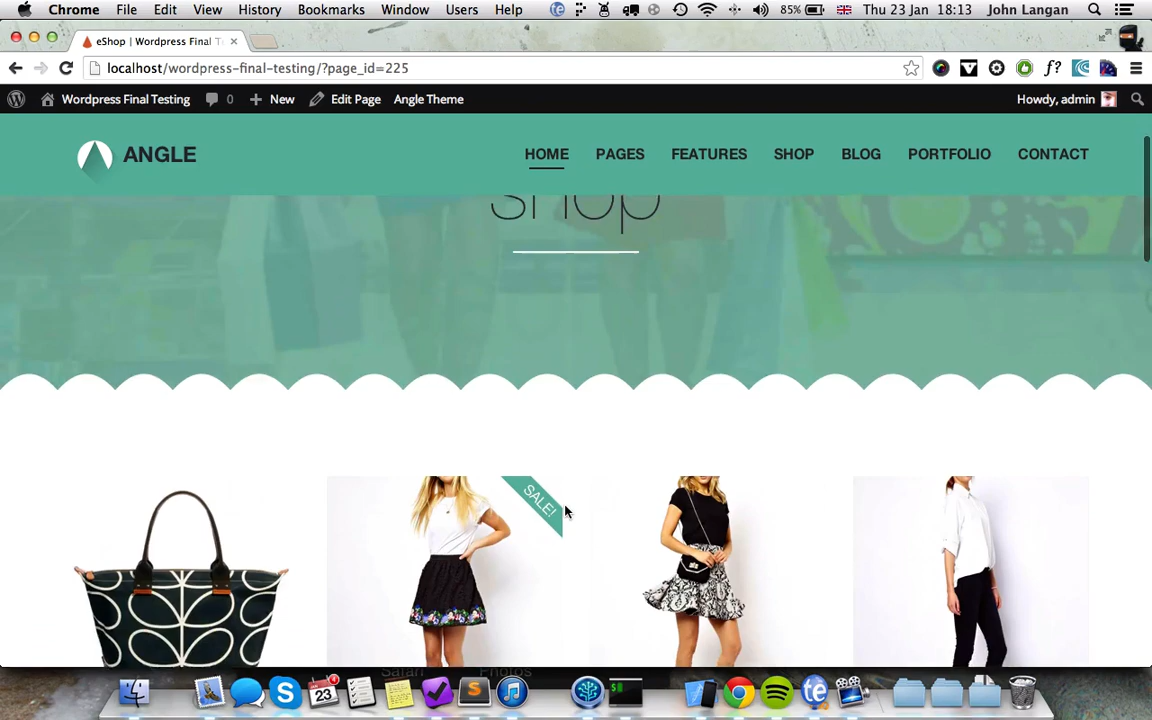 Chrome File Edit View History Bookmarks Window Users Help 85% Thu 23 Jan 18:13 John Langan
eShop | Wordpress Final T
localhost/wordpress-final-testing/?page_id=225
Wordpress Final Testing 0 New Edit Page Angle Theme Howdy, admin
ANGLE HOME PAGES FEATURES SHOP BLOG PORTFOLIO CONTACT
shop
SALE!
Safari Photos